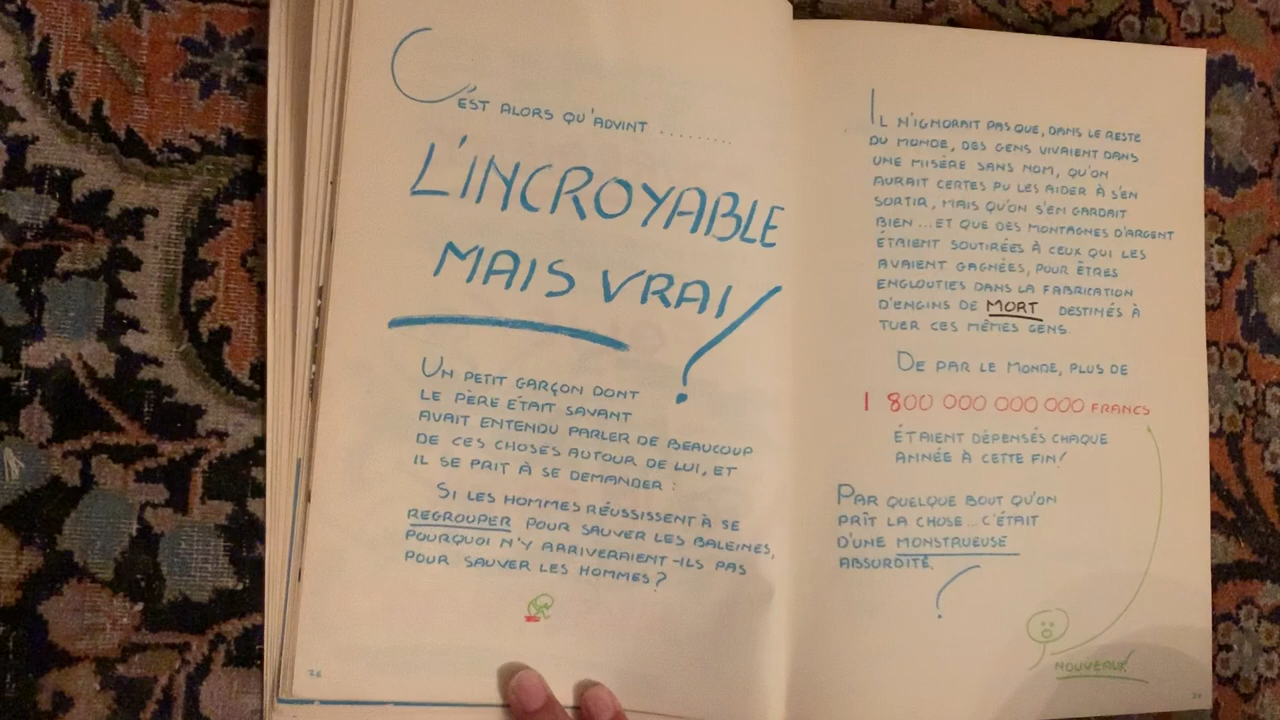 C'EST ALORS QU'ADVINT ........
L'INCROYABLE
MAIS VRAI!
UN PETIT GARÇON DONT
LE PÈRE ÉTAIT SAVANT
AVAIT ENTENDU PARLER DE BEAUCOUP
DE CES CHOSES AUTOUR DE LUI, ET
IL SE PRIT À SE DEMANDER :
SI LES HOMMES RÉUSSISSENT À SE
REGROUPER POUR SAUVER LES BALEINES,
POURQUOI N'Y ARRIVERAIENT-ILS PAS
POUR SAUVER LES HOMMES ?
26
IL N'IGNORAIT PAS QUE, DANS LE RESTE
DU MONDE, DES GENS VIVAIENT DANS
UNE MISÈRE SANS NOM, QU'ON
AURAIT CERTES PU LES AIDER À S'EN
SORTIR, MAIS QU'ON S'EN GARDAIT
BIEN ... ET QUE DES MONTAGNES D'ARGENT
ÉTAIENT SOUTIRÉES À CEUX QUI LES
AVAIENT GAGNÉES, POUR ÊTRES
ENGLOUTIES DANS LA FABRICATION
D'ENGINS DE MORT DESTINÉS À
TUER CES MÊMES GENS.
DE PAR LE MONDE, PLUS DE
1 800 000 000 000 FRANCS
ÉTAIENT DÉPENSÉS CHAQUE
ANNÉE À CETTE FIN!
PAR QUELQUE BOUT QU'ON
PRÎT LA CHOSE... C'ÉTAIT
D'UNE MONSTRUEUSE
ABSURDITÉ.
!
NOUVEAUX!